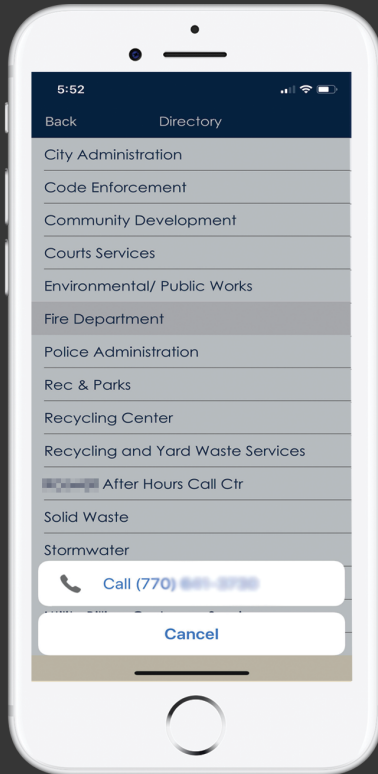 5:52
Back Directory
City Administration
Code Enforcement
Community Development
Courts Services
Environmental/ Public Works
Fire Department
Police Administration
Rec & Parks
Recycling Center
Recycling and Yard Waste Services
After Hours Call Ctr
Solid Waste
Stormwater
Call (770)
Cancel